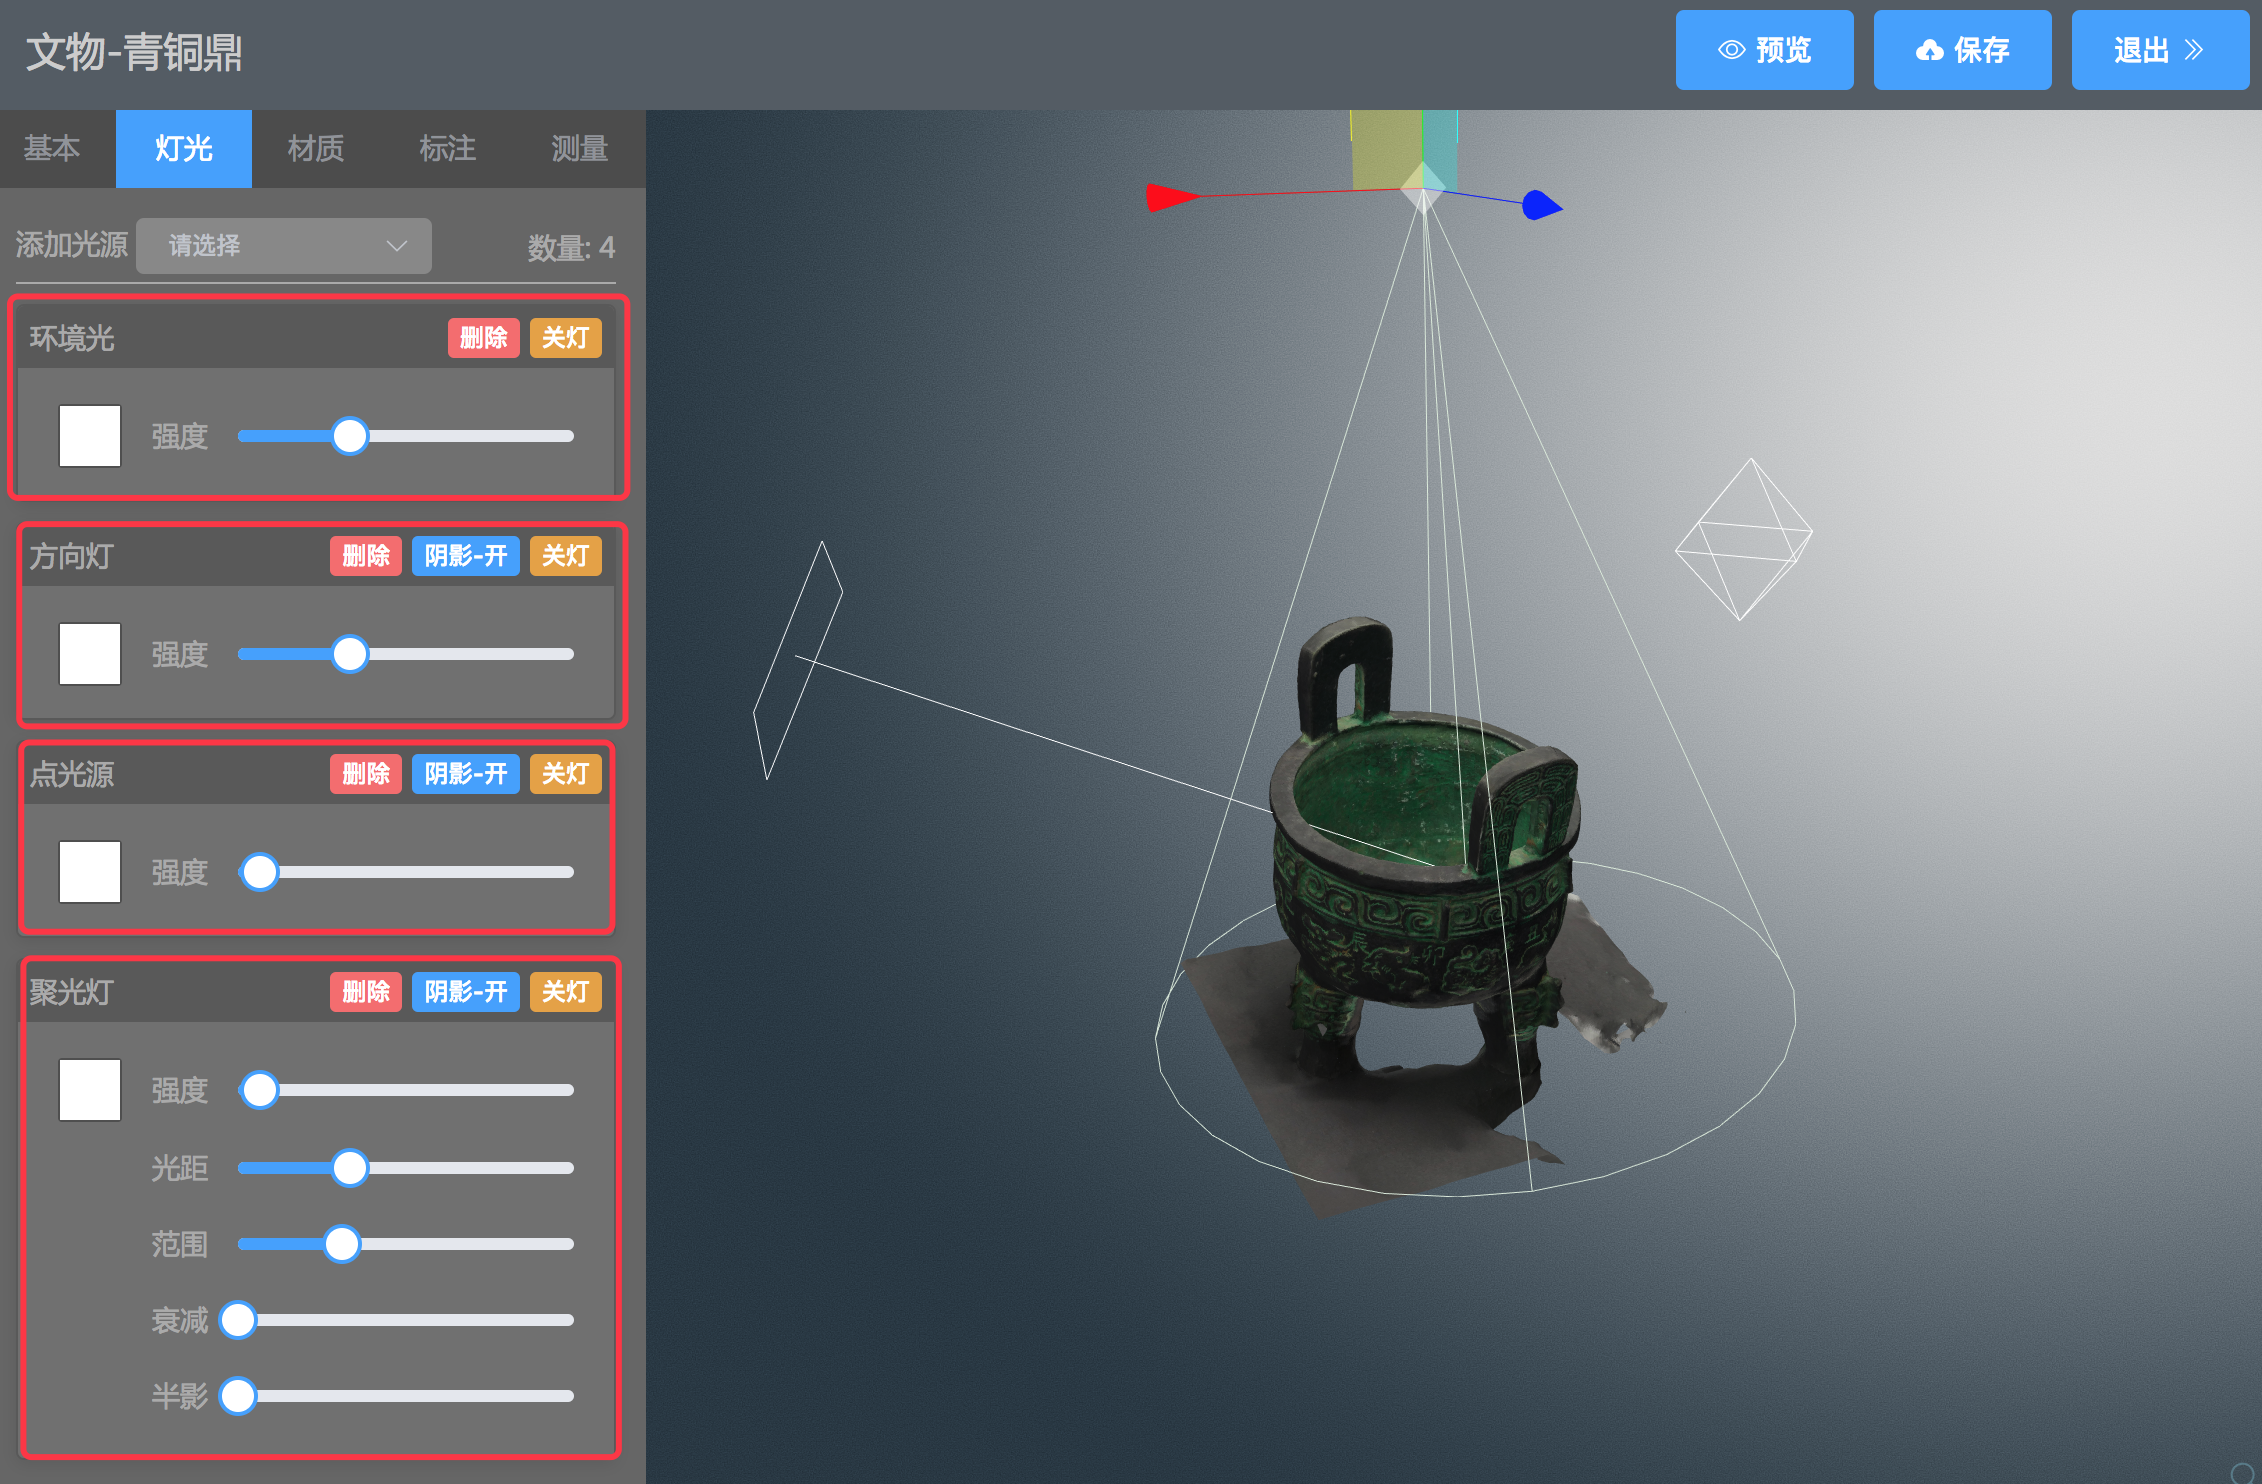 文物-青铜鼎
预览 保存 退出
基本 灯光 材质 标注 测量
添加光源 请选择 数量: 4
环境光 删除 关灯
强度
方向灯 删除 阴影-开 关灯
强度
点光源 删除 阴影-开 关灯
强度
聚光灯 删除 阴影-开 关灯
强度
光距
范围
衰减
半影